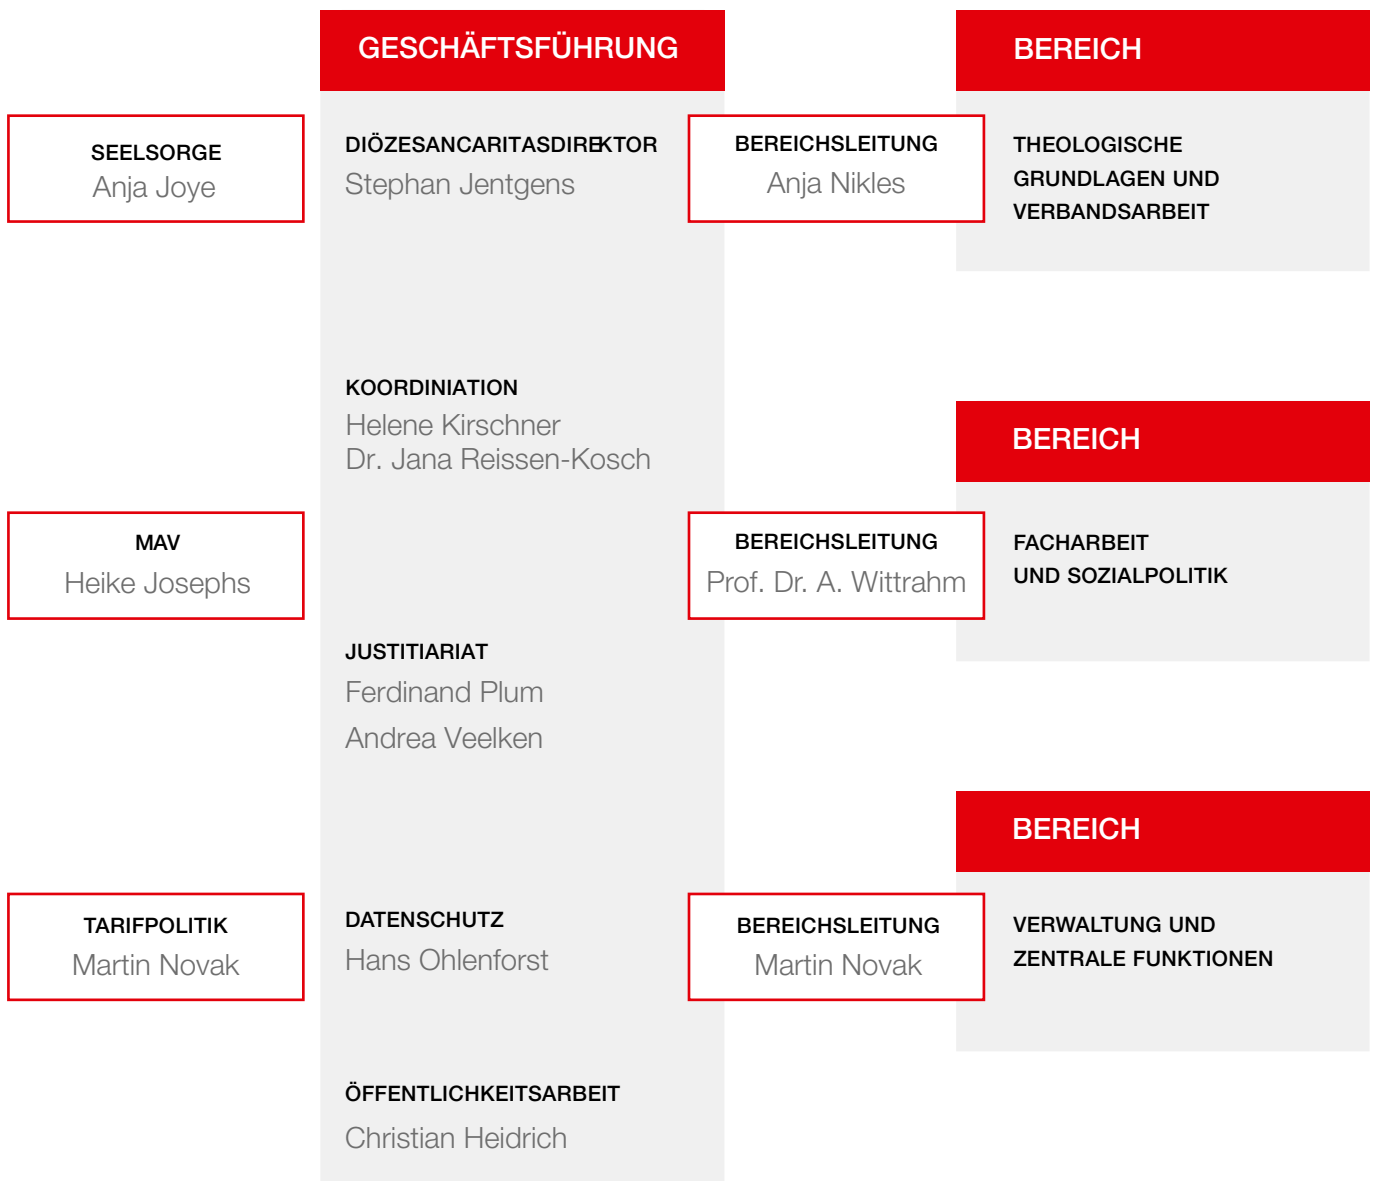 GESCHÄFTSFÜHRUNG
BEREICH
SEELSORGE
Anja Joye
DIÖZESANCARITASDIREKTOR
Stephan Jentgens
BEREICHSLEITUNG
Anja Nikles
THEOLOGISCHE
GRUNDLAGEN UND
VERBANDSARBEIT
KOORDINIATION
Helene Kirschner
Dr. Jana Reissen-Kosch
BEREICH
MAV
Heike Josephs
BEREICHSLEITUNG
Prof. Dr. A. Wittrahm
FACHARBEIT
UND SOZIALPOLITIK
JUSTITIARIAT
Ferdinand Plum
Andrea Veelken
BEREICH
TARIFPOLITIK
Martin Novak
DATENSCHUTZ
Hans Ohlenforst
BEREICHSLEITUNG
Martin Novak
VERWALTUNG UND
ZENTRALE FUNKTIONEN
ÖFFENTLICHKEITSARBEIT
Christian Heidrich